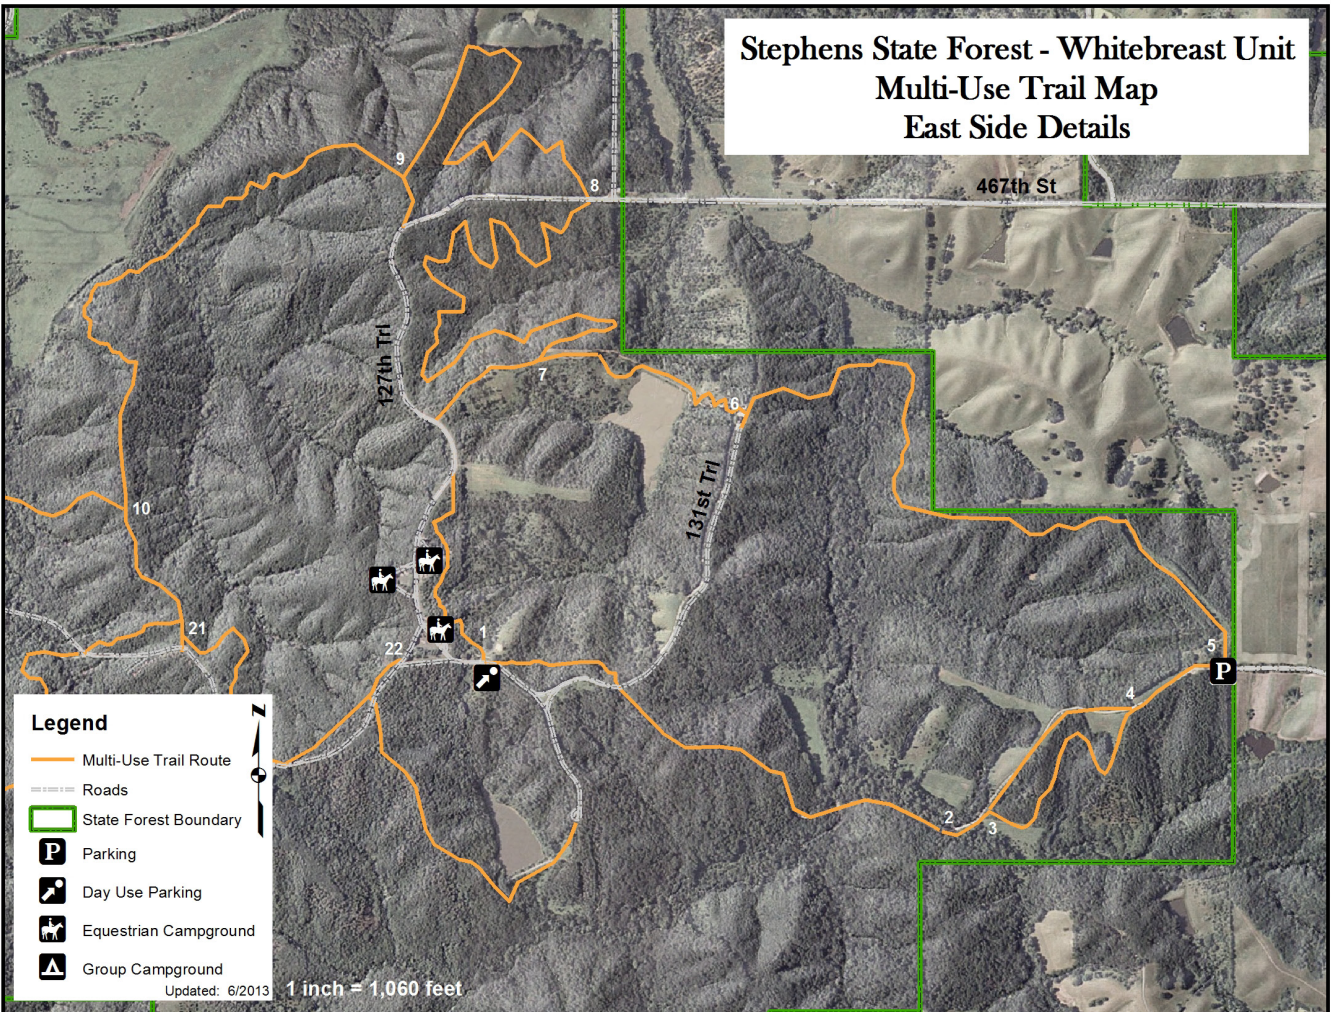 Stephens State Forest - Whitebreast Unit
Multi-Use Trail Map
East Side Details
9
8
467th St
127th Trl
7
6
131st Trl
10
21
22
1
5
P
4
2
3
Legend
N
Multi-Use Trail Route
Roads
State Forest Boundary
P Parking
Day Use Parking
Equestrian Campground
Group Campground
Updated: 6/2013
1 inch = 1,060 feet